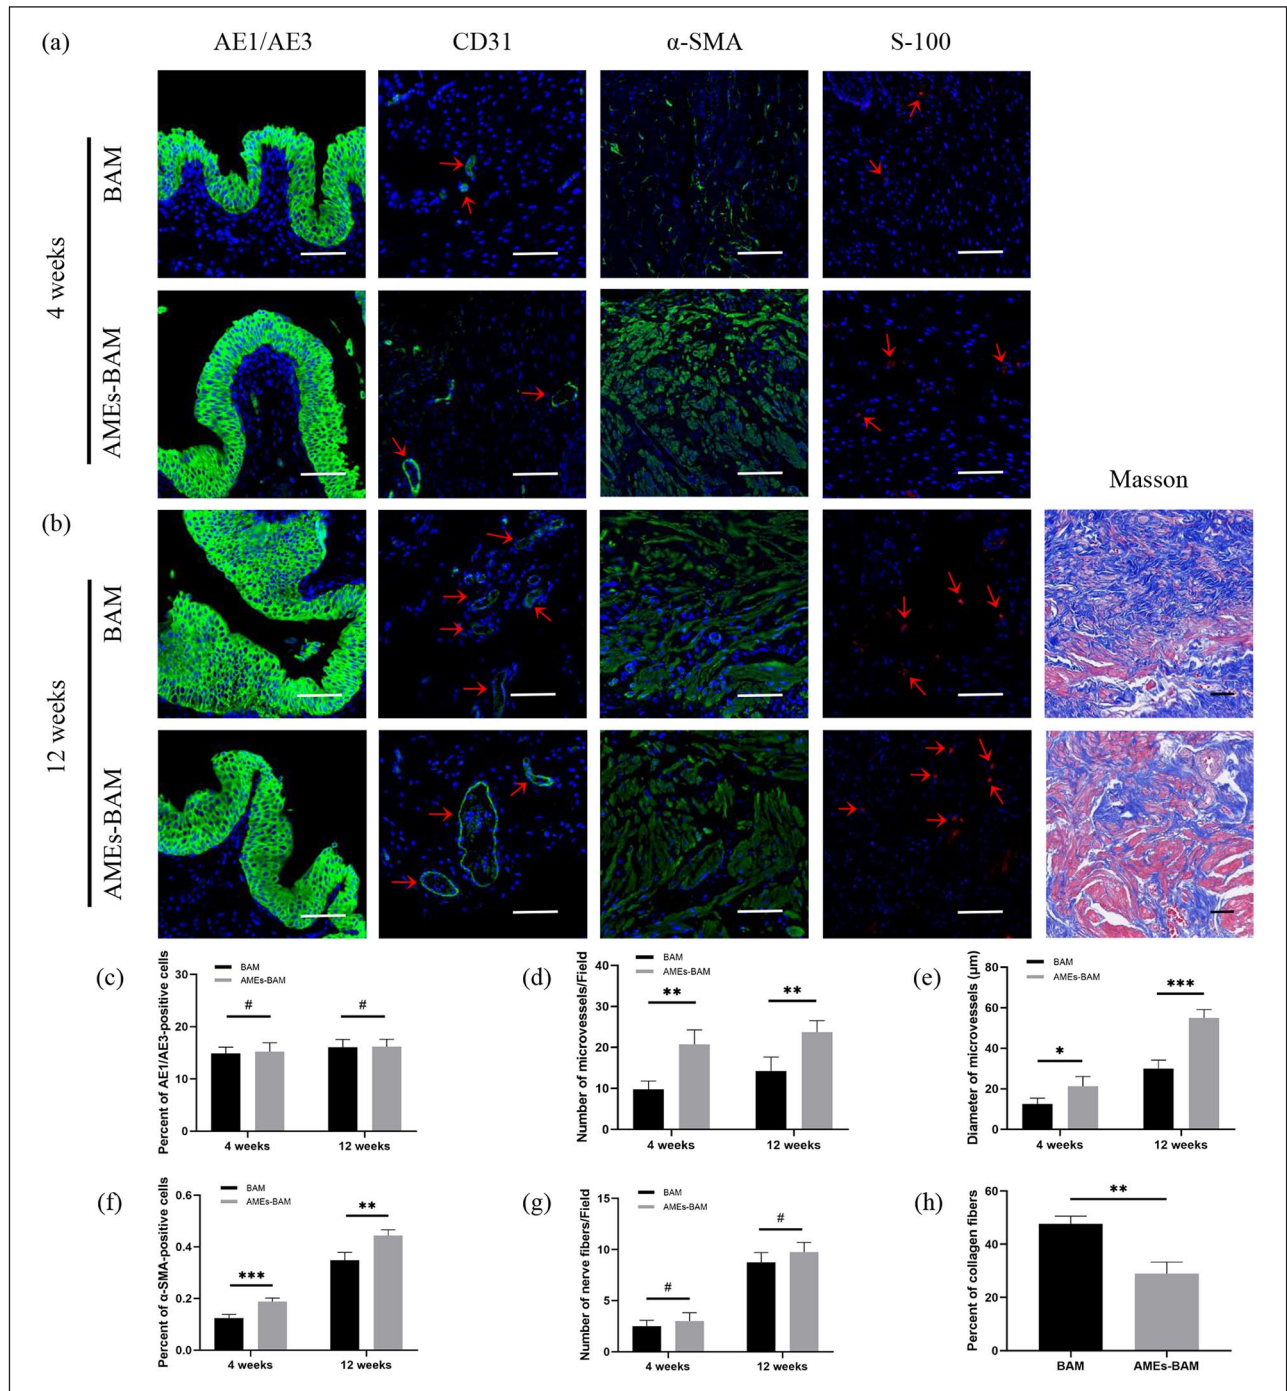 (a)
AE1/AE3
CD31
α-SMA
S-100
4 weeks
BAM
AMEs-BAM
Masson
(b)
12 weeks
BAM
AMEs-BAM
(c)
Percent of AE1/AE3-positive cells
30
20
10
0
BAM
AMEs-BAM
#
#
4 weeks
12 weeks
(d)
Number of microvessels/Field
40
30
20
10
0
BAM
AMEs-BAM
**
**
4 weeks
12 weeks
(e)
Diameter of microvessels (μm)
80
60
40
20
0
BAM
AMEs-BAM
*
***
4 weeks
12 weeks
(f)
Percent of α-SMA-positive cells
0.6
0.4
0.2
0.0
BAM
AMEs-BAM
***
**
4 weeks
12 weeks
(g)
Number of nerve fibers/Field
15
10
5
0
BAM
AMEs-BAM
#
#
4 weeks
12 weeks
(h)
Percent of collagen fibers
60
40
20
0
**
BAM
AMEs-BAM